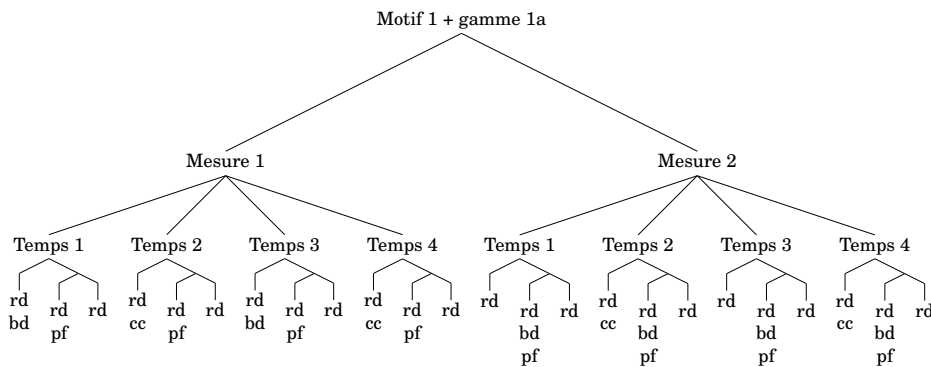 Motif 1 + gamme 1a
Mesure 1 Mesure 2
Temps 1 Temps 2 Temps 3 Temps 4 Temps 1 Temps 2 Temps 3 Temps 4
rd rd rd rd cc rd rd rd rd rd rd rd rd rd rd rd rd rd rd rd rd rd rd rd rd
bd pf cc pf bd pf cc pf bd cc bd bd cc bd
pf pf pf pf